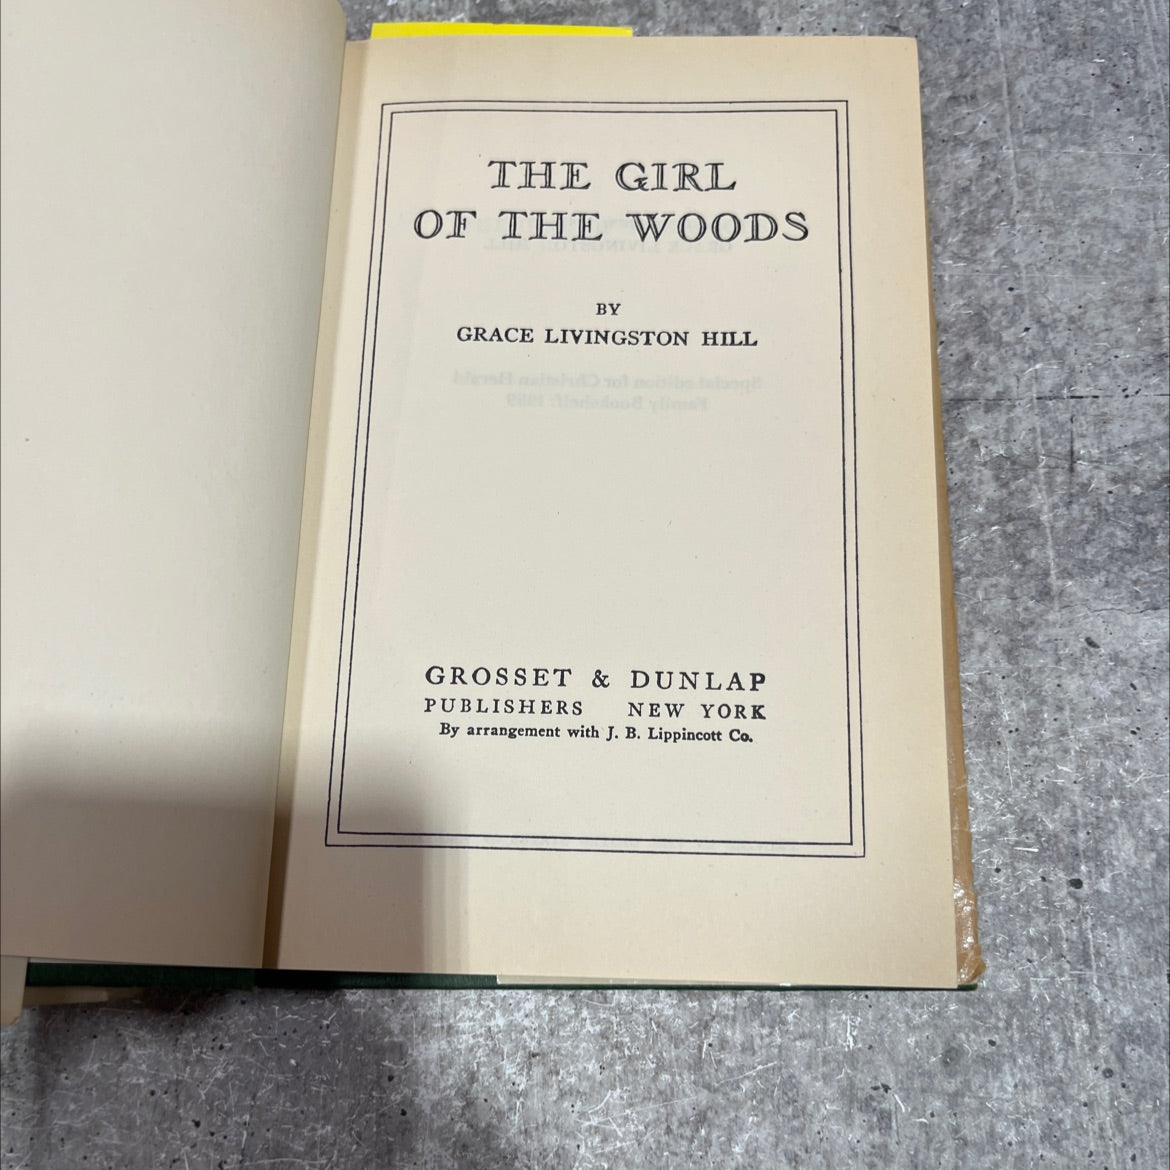 THE GIRL
OF THE WOODS
BY
GRACE LIVINGSTON HILL
GROSSET & DUNLAP
PUBLISHERS NEW YORK
By arrangement with J. B. Lippincott Co.